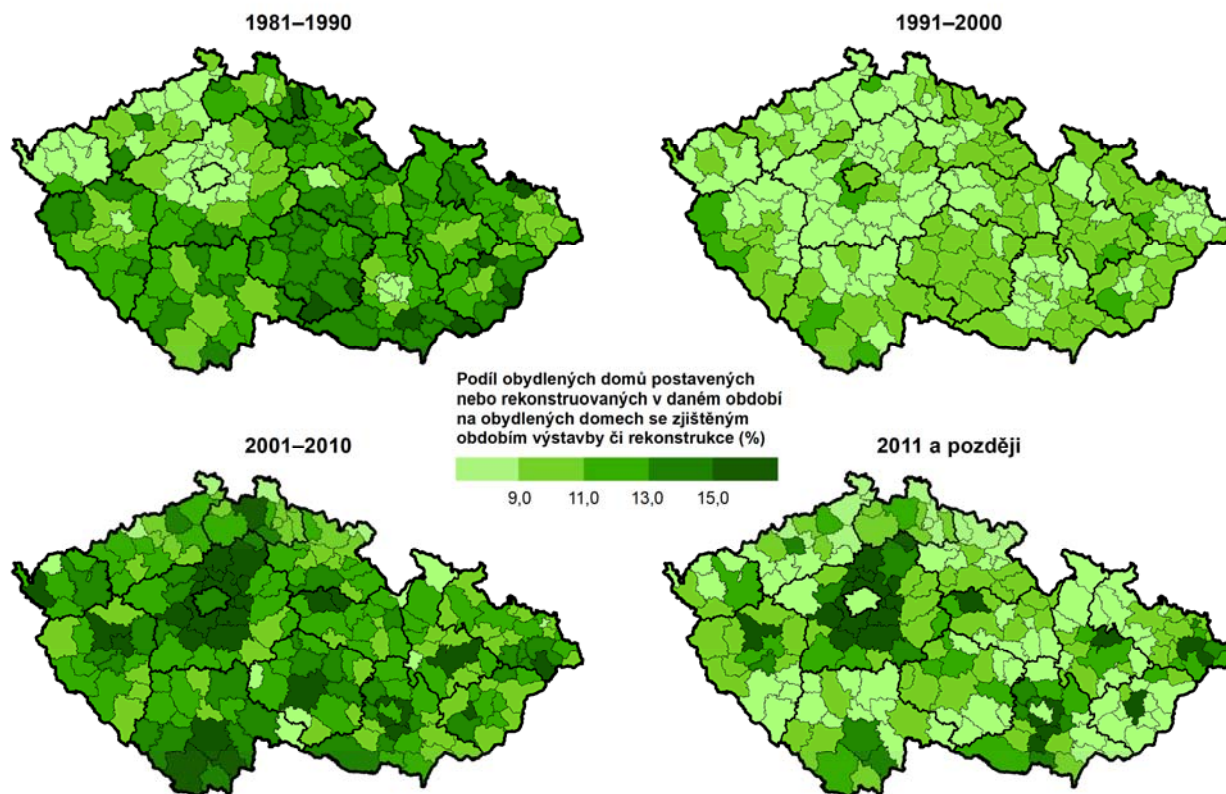 1981–1990
1991–2000
Podíl obydlených domů postavených
nebo rekonstruovaných v daném období
na obydlených domech se zjištěným
obdobím výstavby či rekonstrukce (%)
9,0 11,0 13,0 15,0
2001–2010
2011 a později